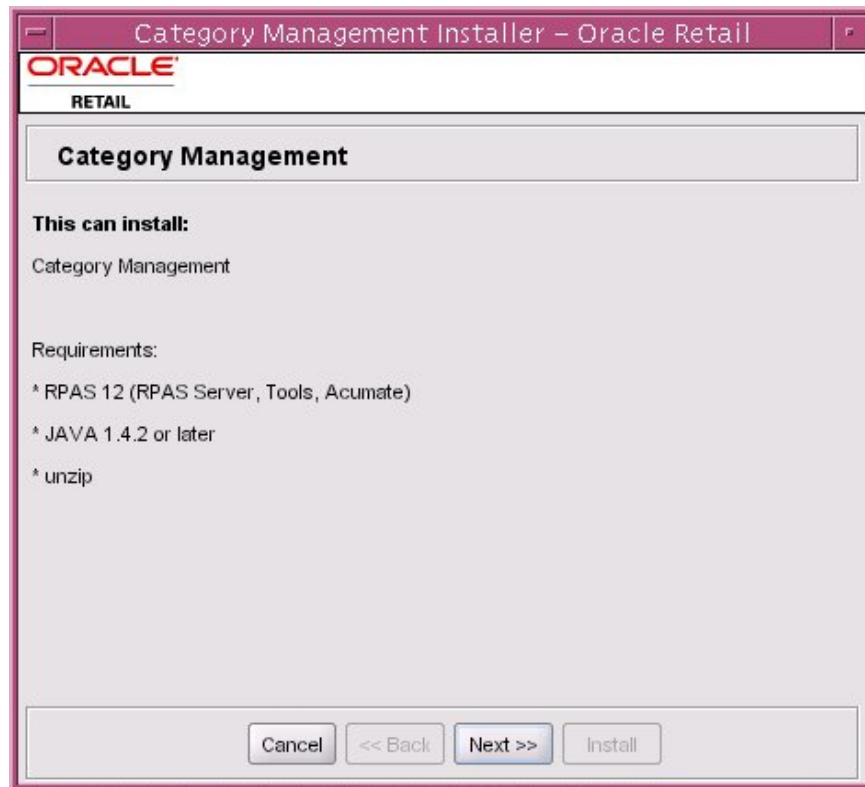 Category Management Installer – Oracle Retail
ORACLE
RETAIL
Category Management
This can install:
Category Management
Requirements:
* RPAS 12 (RPAS Server, Tools, Acumate)
* JAVA 1.4.2 or later
* unzip
Cancel << Back Next >> Install